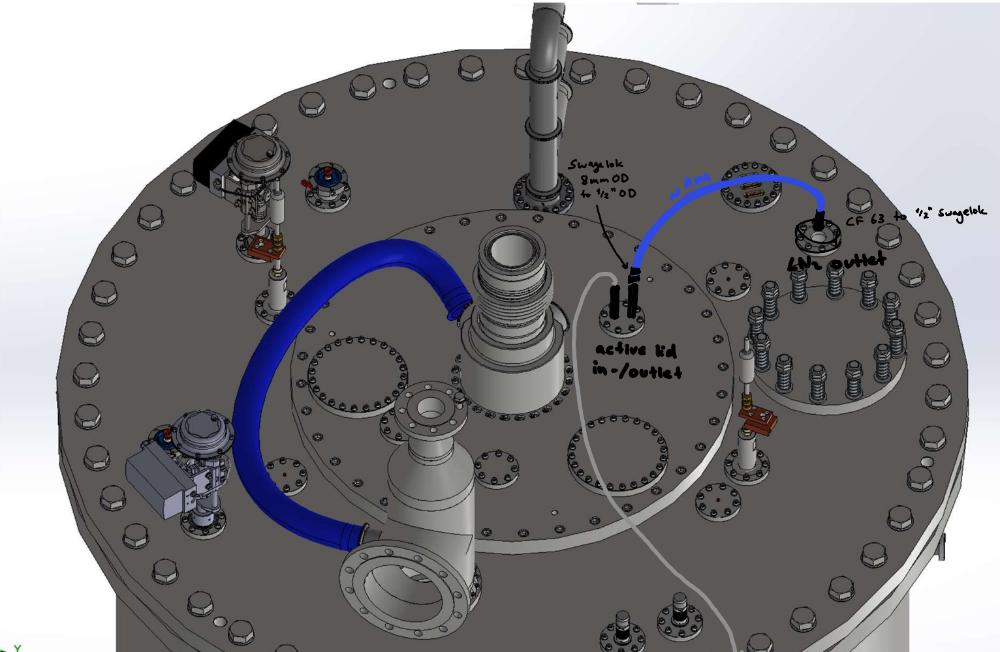 Swagelok
8mm OD
to 1/2" OD
~ 1m
CF 63 to 1/2" Swagelok
LN2 outlet
active lid
in-/outlet
Y